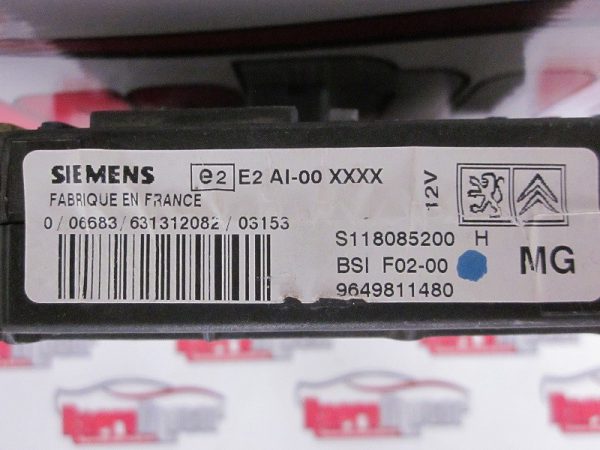 SIEMENS e2 E2 AI-00 XXXX
FABRIQUE EN FRANCE
0/06683/631312082/03153
12V
S118085200 H
BSI F02-00
9649811480
MG